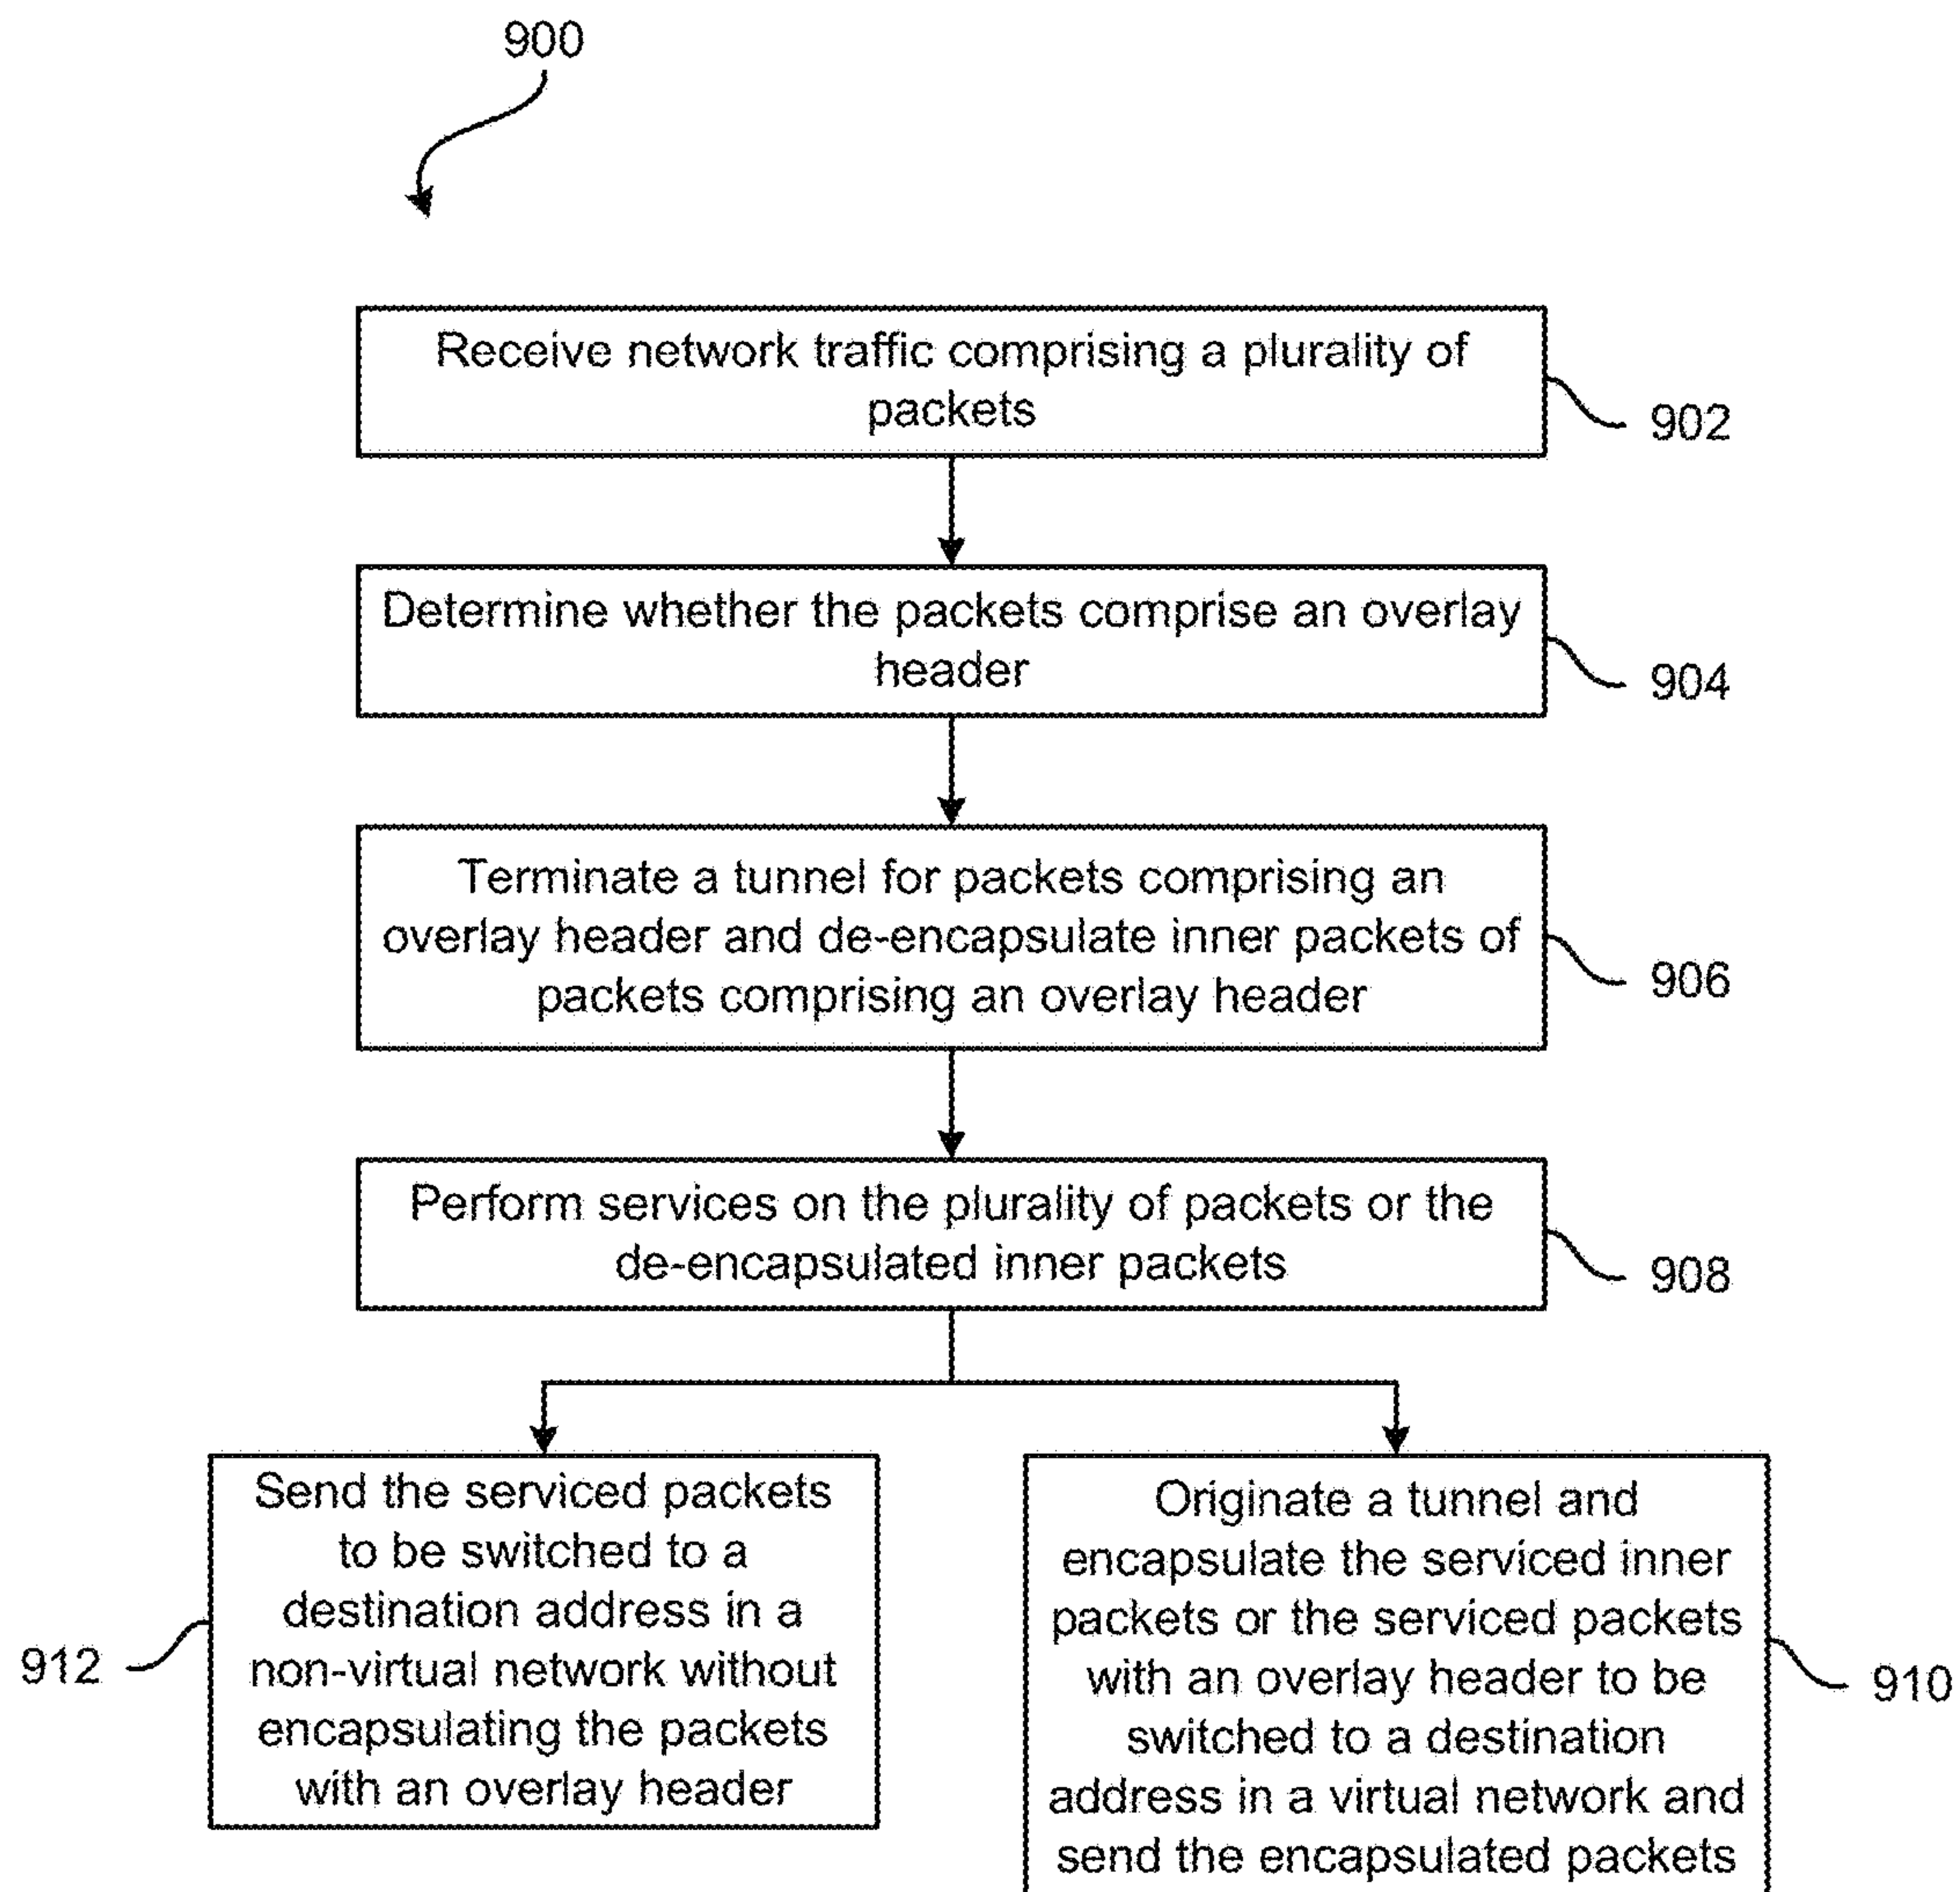 900
Receive network traffic comprising a plurality of
packets
902
Determine whether the packets comprise an overlay
header
904
Terminate a tunnel for packets comprising an
overlay header and de-encapsulate inner packets of
packets comprising an overlay header
906
Perform services on the plurality of packets or the
de-encapsulated inner packets
908
Send the serviced packets
to be switched to a
destination address in a
non-virtual network without
encapsulating the packets
with an overlay header
912
Originate a tunnel and
encapsulate the serviced inner
packets or the serviced packets
with an overlay header to be
switched to a destination
address in a virtual network and
send the encapsulated packets
910